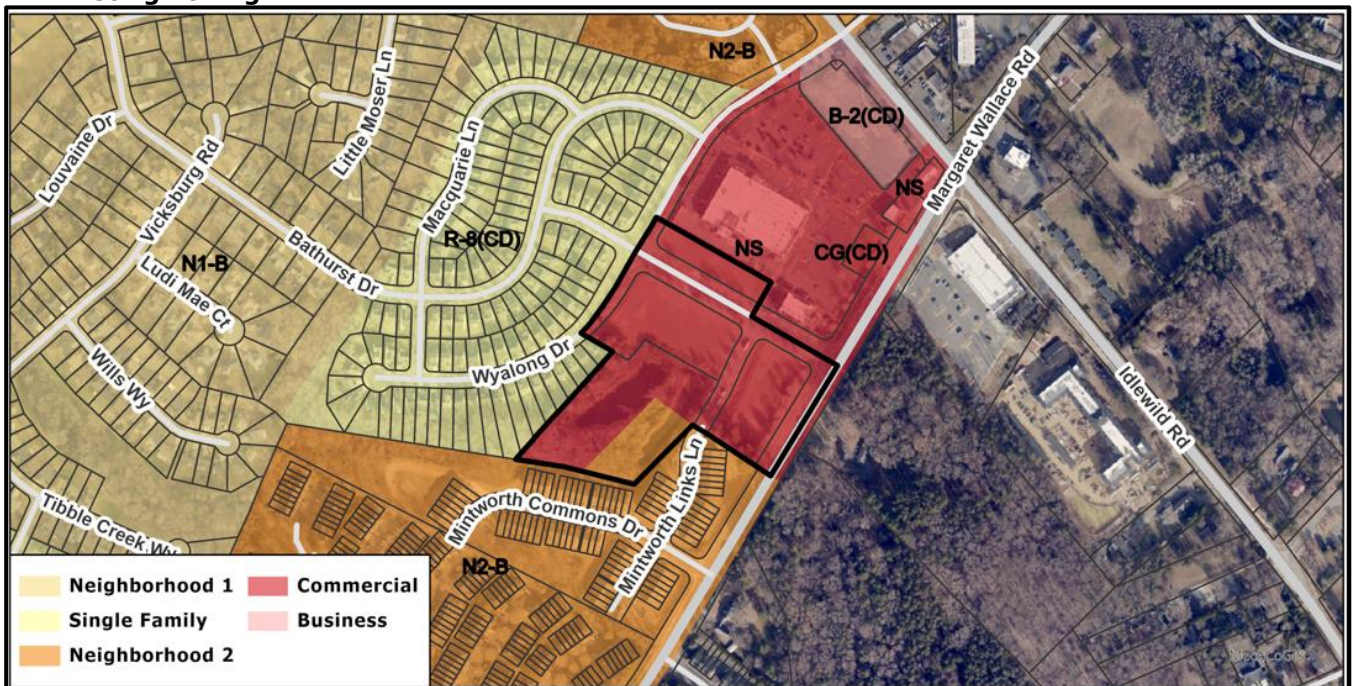 N2-B
B-2(CD)
Margaret Wallace Rd
Little Moser Ln
Louvaine Dr
Vicksburg Rd
Macquarie Ln
NS
R-8(CD)
NS
CG(CD)
Bathurst Dr
N1-B
Ludi Mae Ct
Wills Wy
Wyalong Dr
Idlewild Rd
Tibble Creek Wy
Mintworth Commons Dr
Mintworth Links Ln
N2-B
Neighborhood 1
Commercial
Single Family
Business
Neighborhood 2